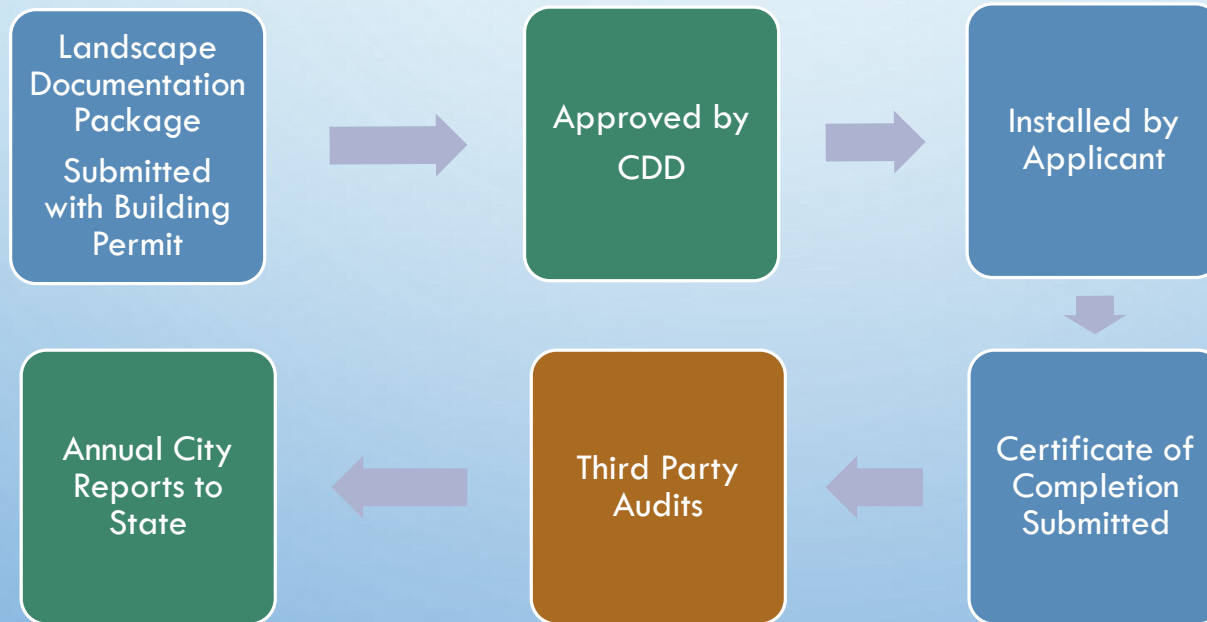 Landscape
Documentation
Package
Submitted
with Building
Permit
Approved by
CDD
Installed by
Applicant
Certificate of
Completion
Submitted
Third Party
Audits
Annual City
Reports to
State